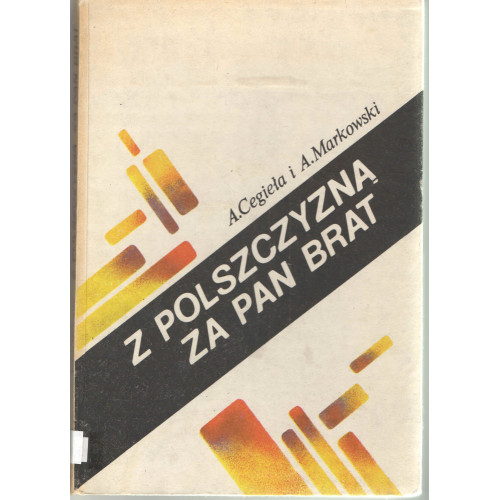 A.Cegieła i A.Markowski
Z POLSZCZYZNĄ
ZA PAN BRAT